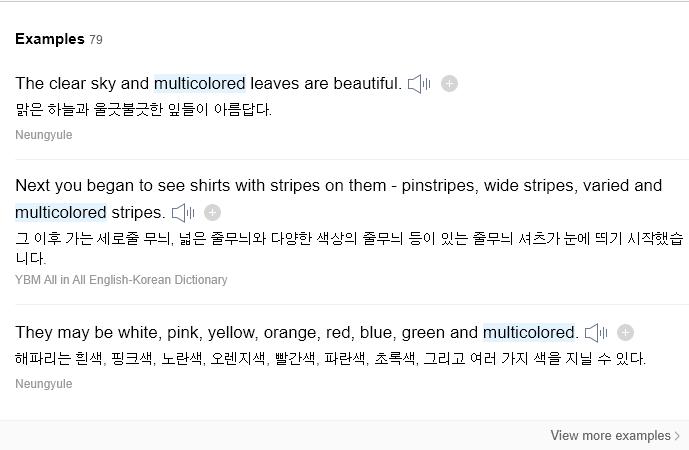 Examples 79
The clear sky and multicolored leaves are beautiful.
맑은 하늘과 울긋불긋한 잎들이 아름답다.
Neungyule
Next you began to see shirts with stripes on them - pinstripes, wide stripes, varied and
multicolored stripes.
그 이후 가는 세로줄 무늬, 넓은 줄무늬와 다양한 색상의 줄무늬 등이 있는 줄무늬 셔츠가 눈에 띄기 시작했습
니다.
YBM All in All English-Korean Dictionary
They may be white, pink, yellow, orange, red, blue, green and multicolored.
해파리는 흰색, 핑크색, 노란색, 오렌지색, 빨간색, 파란색, 초록색, 그리고 여러 가지 색을 지닐 수 있다.
Neungyule
View more examples >